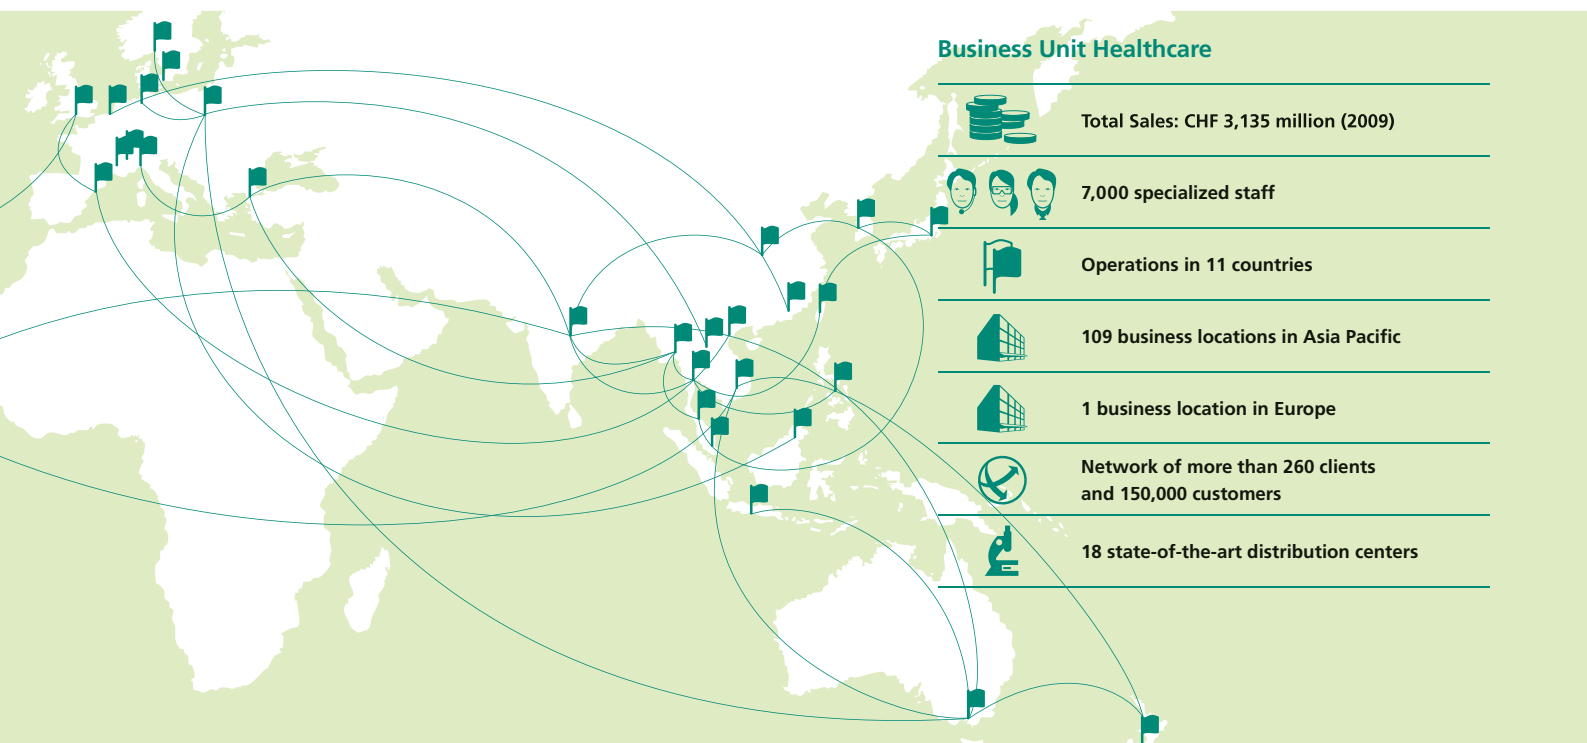 Business Unit Healthcare
Total Sales: CHF 3,135 million (2009)
7,000 specialized staff
Operations in 11 countries
109 business locations in Asia Pacific
1 business location in Europe
Network of more than 260 clients
and 150,000 customers
18 state-of-the-art distribution centers